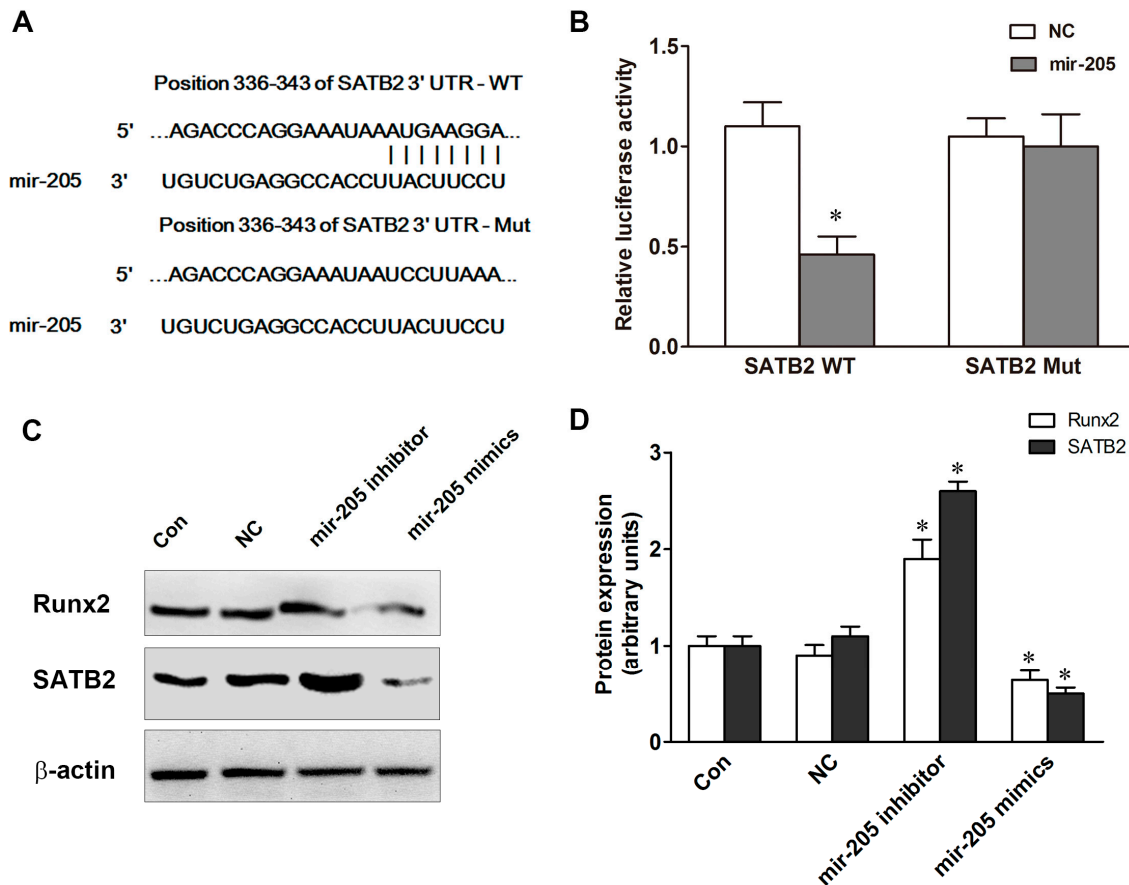 A
Position 336-343 of SATB2 3' UTR - WT
5' ...AGACCCAGGAAAUAAAUGAAGGA...
mir-205 3' UGUCUGAGGCCACCUUACUUCCU
Position 336-343 of SATB2 3' UTR - Mut
5' ...AGACCCAGGAAAUAAUCCUUAAA...
mir-205 3' UGUCUGAGGCCACCUUACUUCCU
B
NC
mir-205
Relative luciferase activity
1.5
1.0
0.5
0.0
*
SATB2 WT
SATB2 Mut
C
Con
NC
mir-205 inhibitor
mir-205 mimics
Runx2
SATB2
β-actin
D
Runx2
SATB2
Protein expression
(arbitrary units)
3
2
1
0
*
*
*
*
Con
NC
mir-205 inhibitor
mir-205 mimics